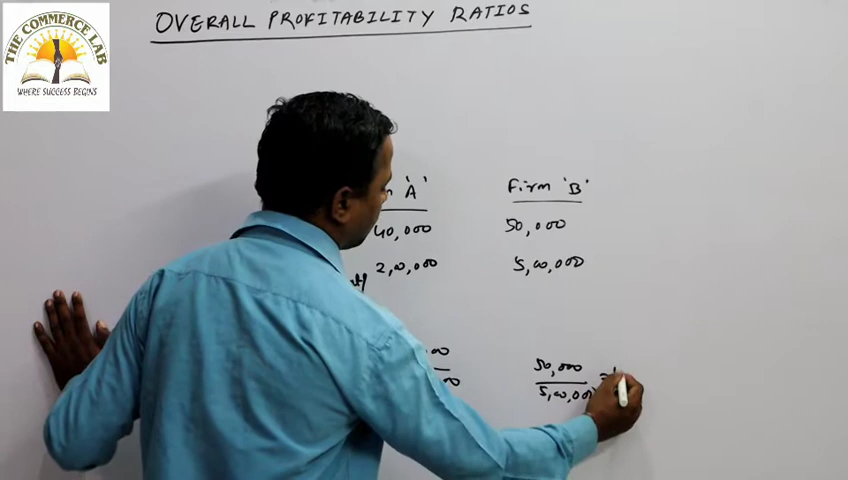 THE COMMERCE LAB
WHERE SUCCESS BEGINS
OVERALL PROFITABILITY RATIOS
'A' Firm 'B'
40,000 50,000
2,00,000 5,00,000
50,000
5,00,000